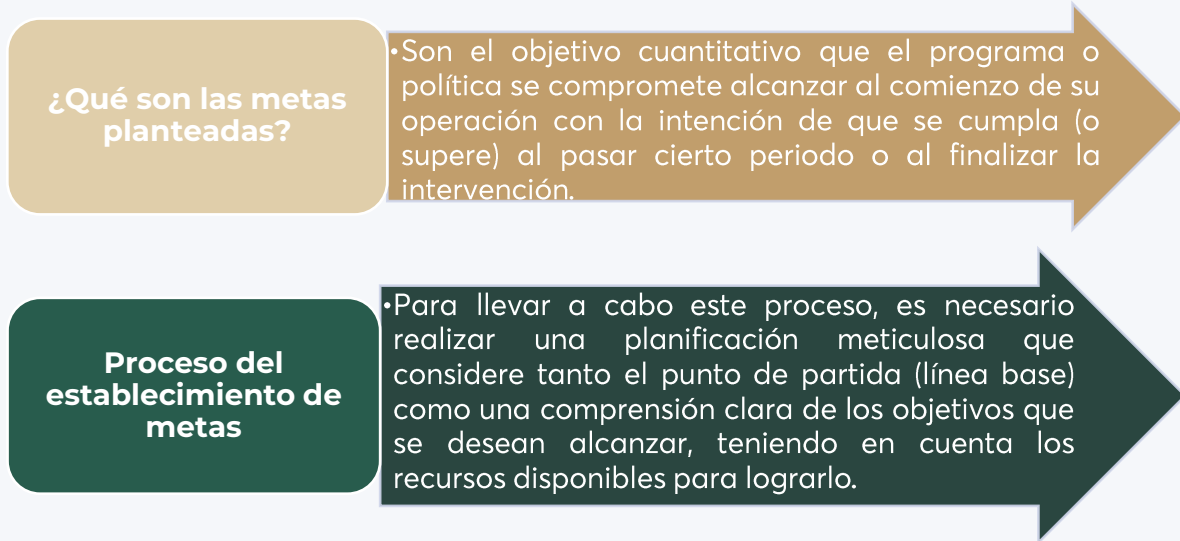 ¿Qué son las metas
planteadas?
•Son el objetivo cuantitativo que el programa o
política se compromete alcanzar al comienzo de su
operación con la intención de que se cumpla (o
supere) al pasar cierto periodo o al finalizar la
intervención.
Proceso del
establecimiento de
metas
•Para llevar a cabo este proceso, es necesario
realizar una planificación meticulosa que
considere tanto el punto de partida (línea base)
como una comprensión clara de los objetivos que
se desean alcanzar, teniendo en cuenta los
recursos disponibles para lograrlo.